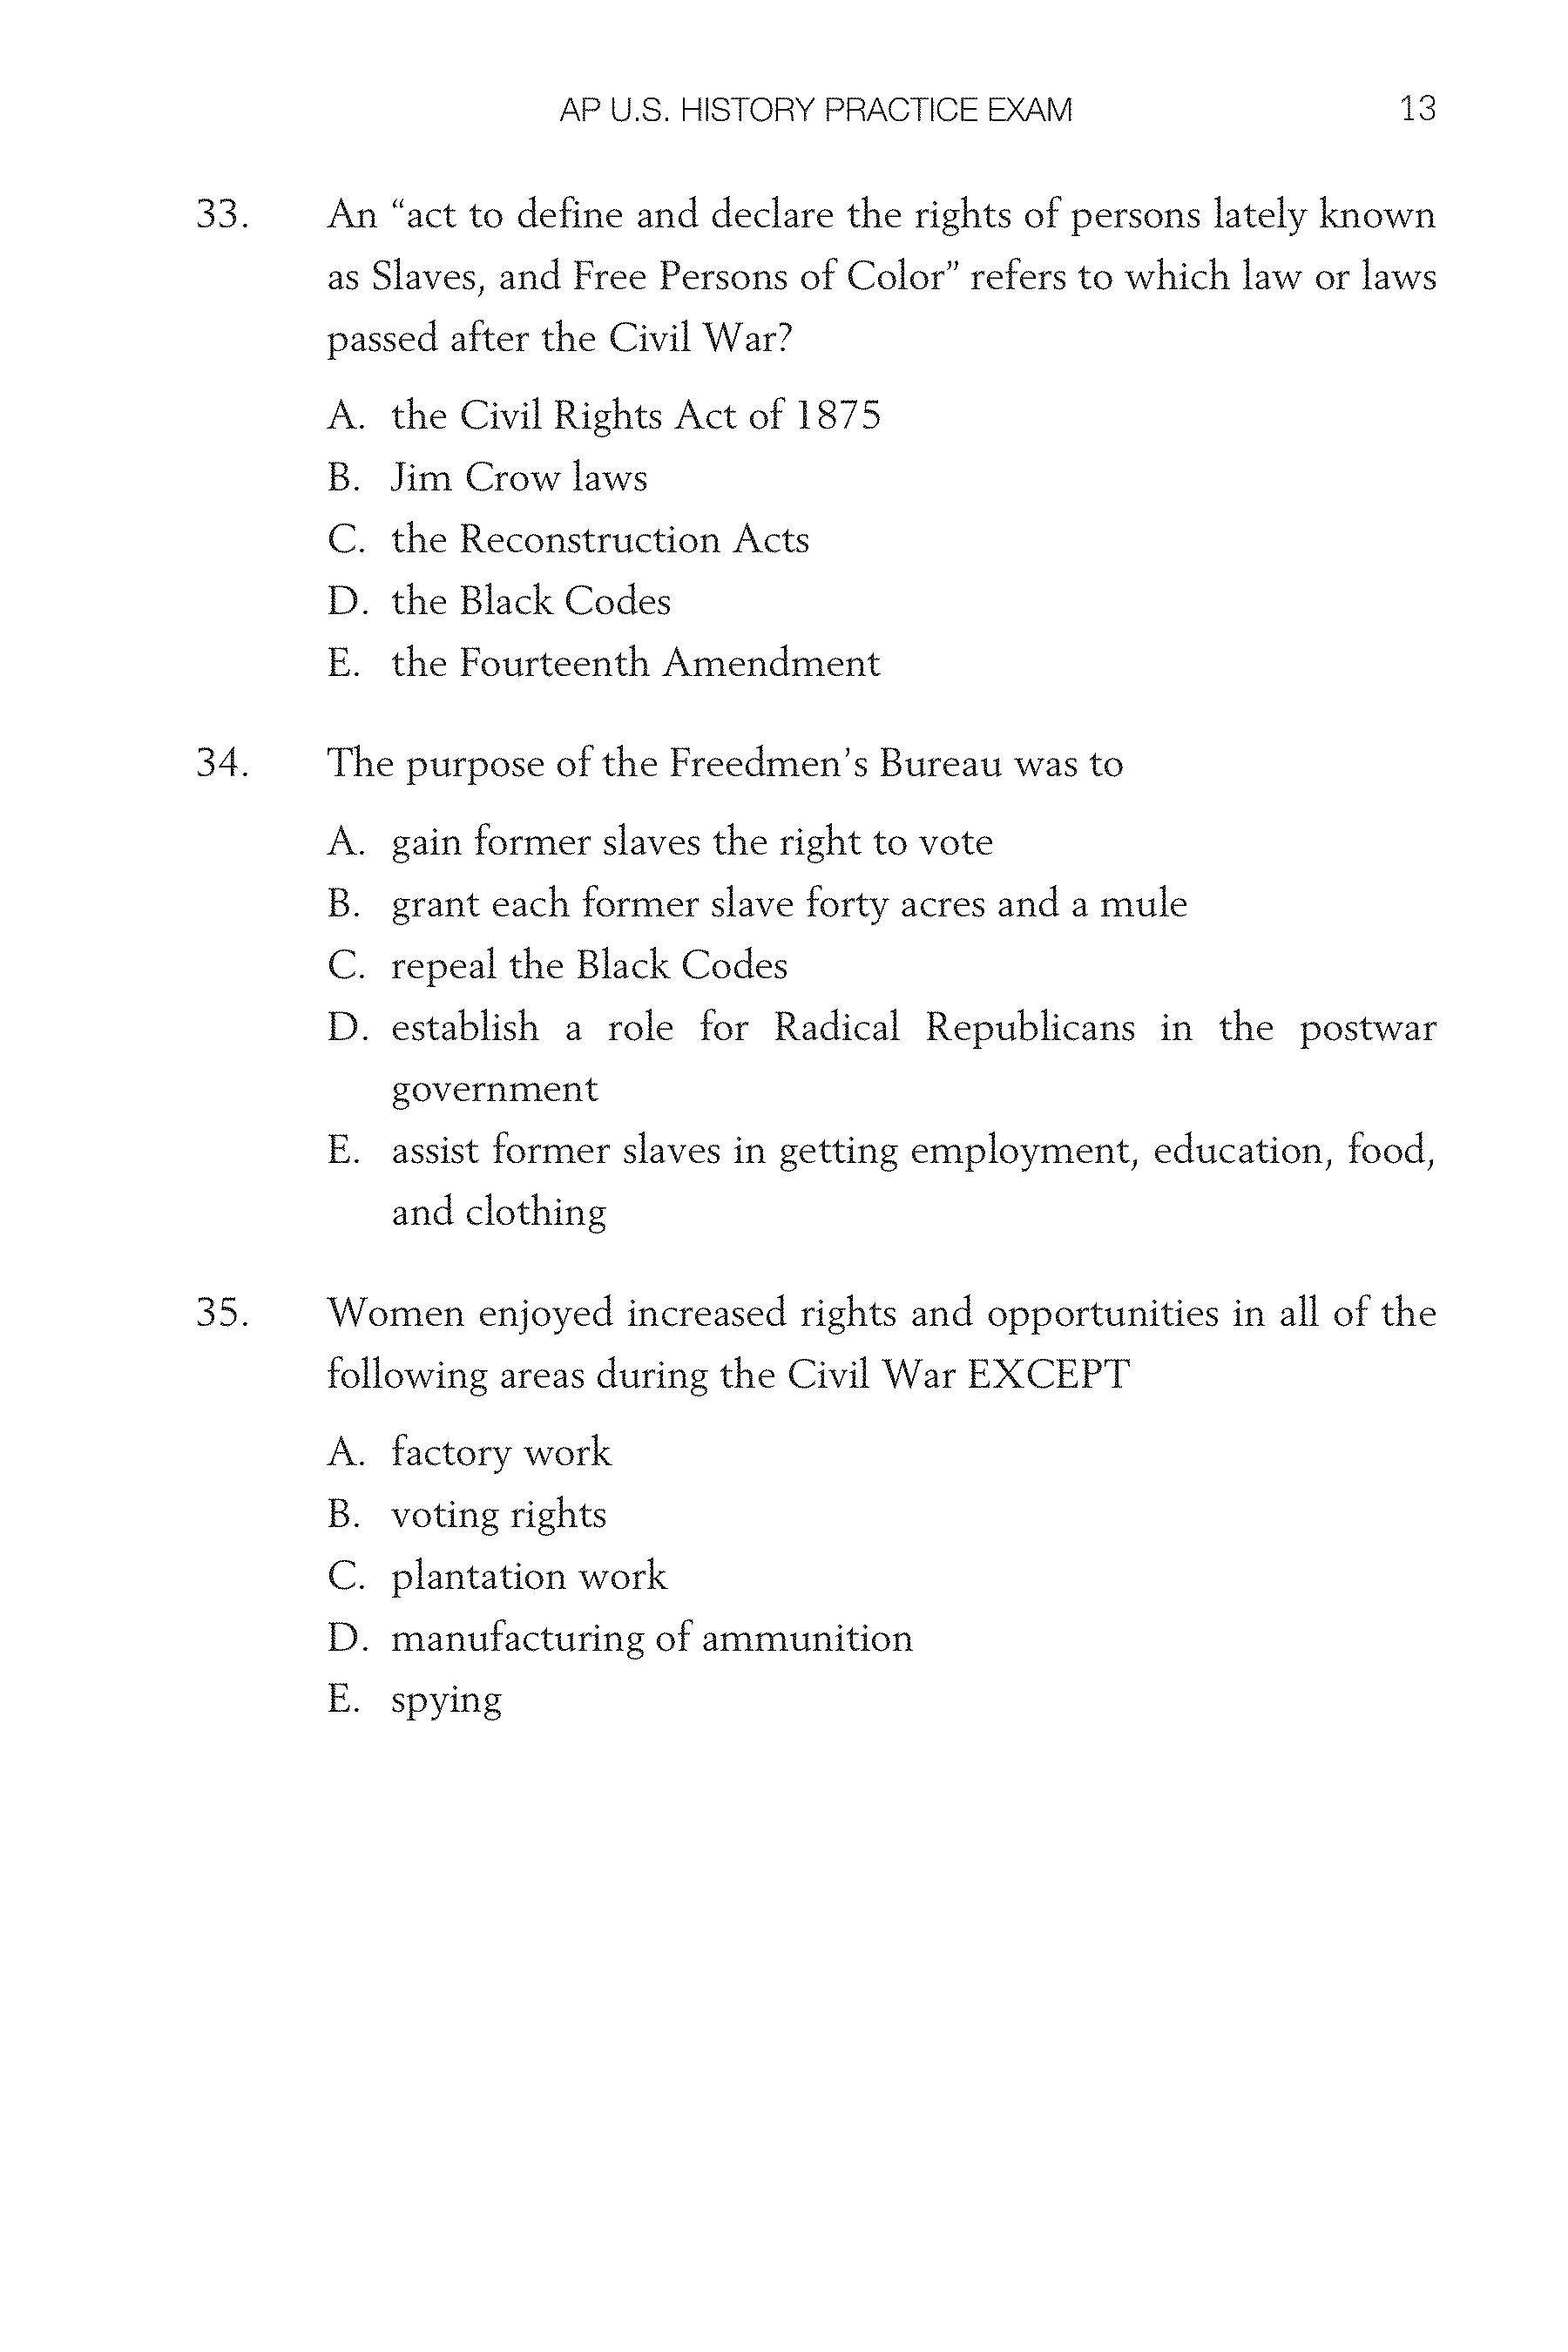 AP U.S. HISTORY PRACTICE EXAM 13
33. An “act to define and declare the rights of persons lately known
as Slaves, and Free Persons of Color” refers to which law or laws
passed after the Civil War?
A. the Civil Rights Act of 1875
B. Jim Crow laws
C. the Reconstruction Acts
D. the Black Codes
E. the Fourteenth Amendment
34. The purpose of the Freedmen’s Bureau was to
A. gain former slaves the right to vote
B. grant each former slave forty acres and a mule
C. repeal the Black Codes
D. establish a role for Radical Republicans in the postwar
government
E. assist former slaves in getting employment, education, food,
and clothing
35. Women enjoyed increased rights and opportunities in all of the
following areas during the Civil War EXCEPT
A. factory work
B. voting rights
C. plantation work
D. manufacturing of ammunition
E. spying